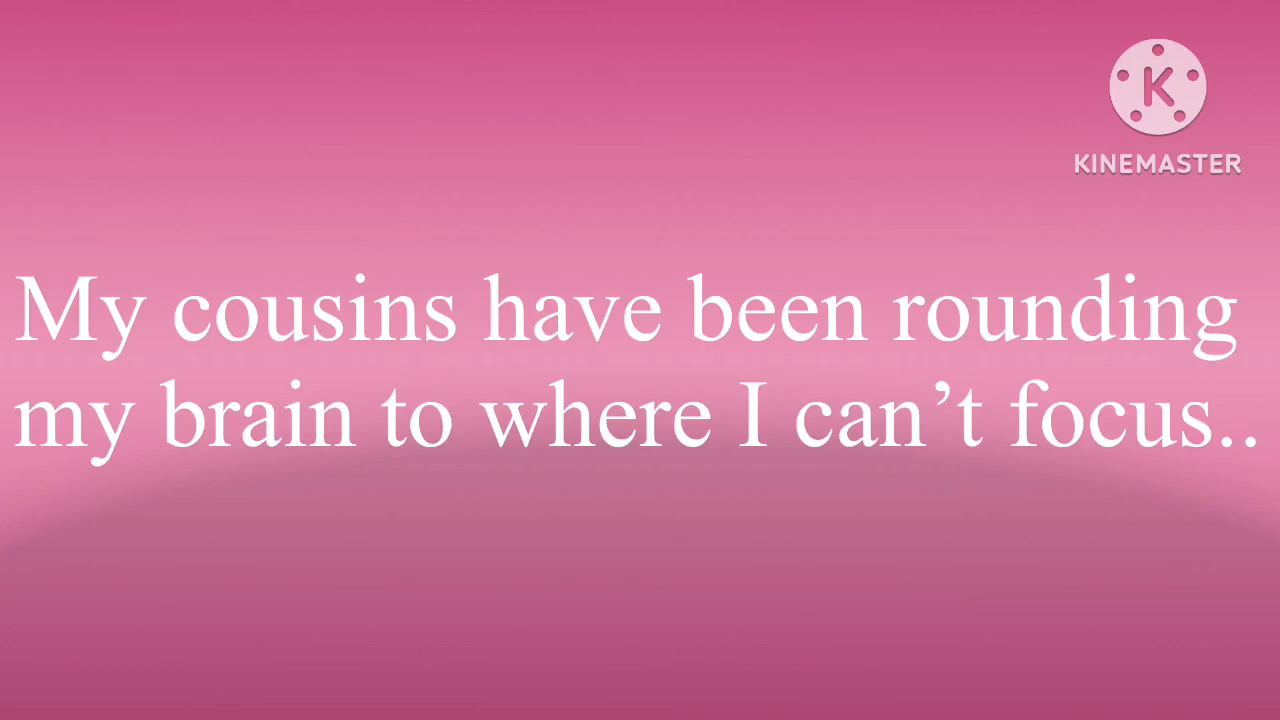 K
KINEMASTER
My cousins have been rounding
my brain to where I can’t focus..